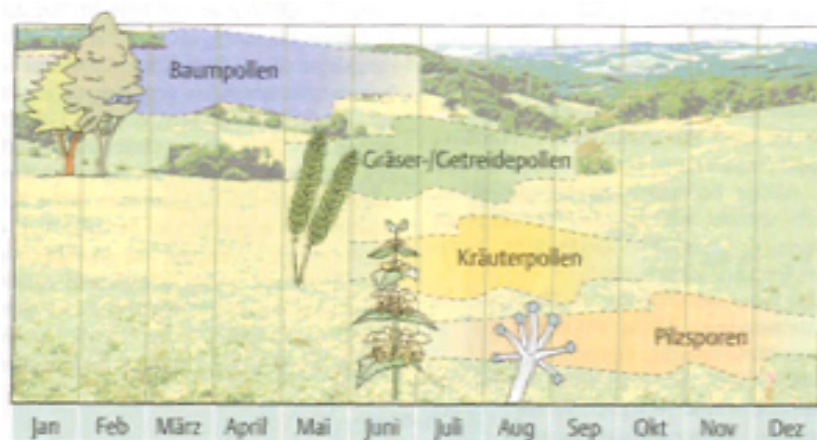 Baumpollen
Gräser-/Getreidepollen
Kräuterpollen
Pilzsporen
Jan Feb März April Mai Juni Juli Aug Sep Okt Nov Dez